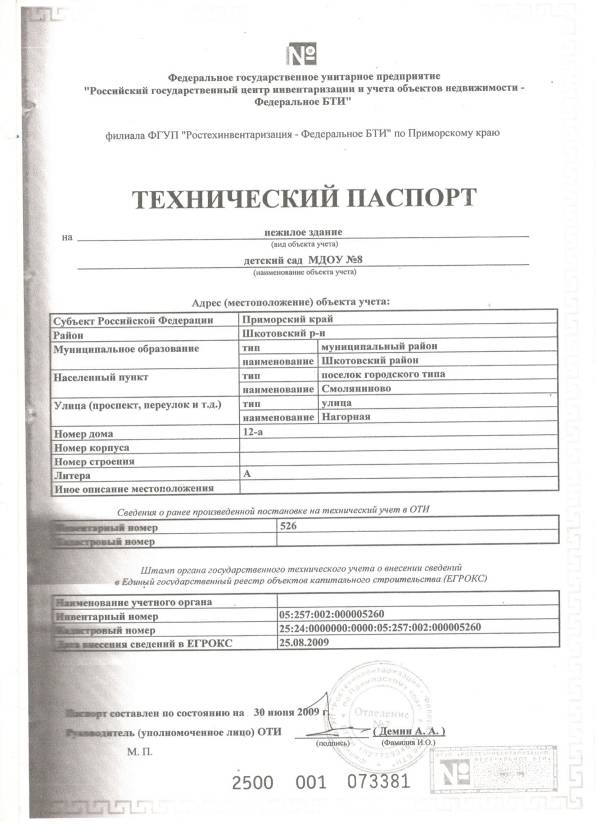 №
Федеральное государственное унитарное предприятие
"Российский государственный центр инвентаризации и учета объектов недвижимости -
Федеральное БТИ"
филиала ФГУП "Ростехинвентаризация - Федеральное БТИ" по Приморскому краю
ТЕХНИЧЕСКИЙ ПАСПОРТ
на нежилое здание
(вид объекта учета)
детский сад МДОУ №8
(наименование объекта учета)
Адрес (местоположение) объекта учета:
Субъект Российской Федерации Приморский край
Район Шкотовский р-н
Муниципальное образование тип муниципальный район
наименование Шкотовский район
Населенный пункт тип поселок городского типа
наименование Смоляниново
Улица (проспект, переулок и т.д.) тип улица
наименование Нагорная
Номер дома 12-а
Номер корпуса
Номер строения
Литера А
Иное описание местоположения
Сведения о ранее произведенной постановке на технический учет в ОТИ
Инвентарный номер 526
Кадастровый номер
Штамп органа государственного технического учета о внесении сведений
в Единый государственный реестр объектов капитального строительства (ЕГРОКС)
Наименование учетного органа
Инвентарный номер 05:257:002:000005260
Кадастровый номер 25:24:0000000:0000:05:257:002:000005260
Дата внесения сведений в ЕГРОКС 25.08.2009
Паспорт составлен по состоянию на 30 июня 2009 г.
Руководитель (уполномоченное лицо) ОТИ ( Демин А. А. )
(подпись) (Фамилия И.О.)
М. П.
Отделение
№
2500 001 073381